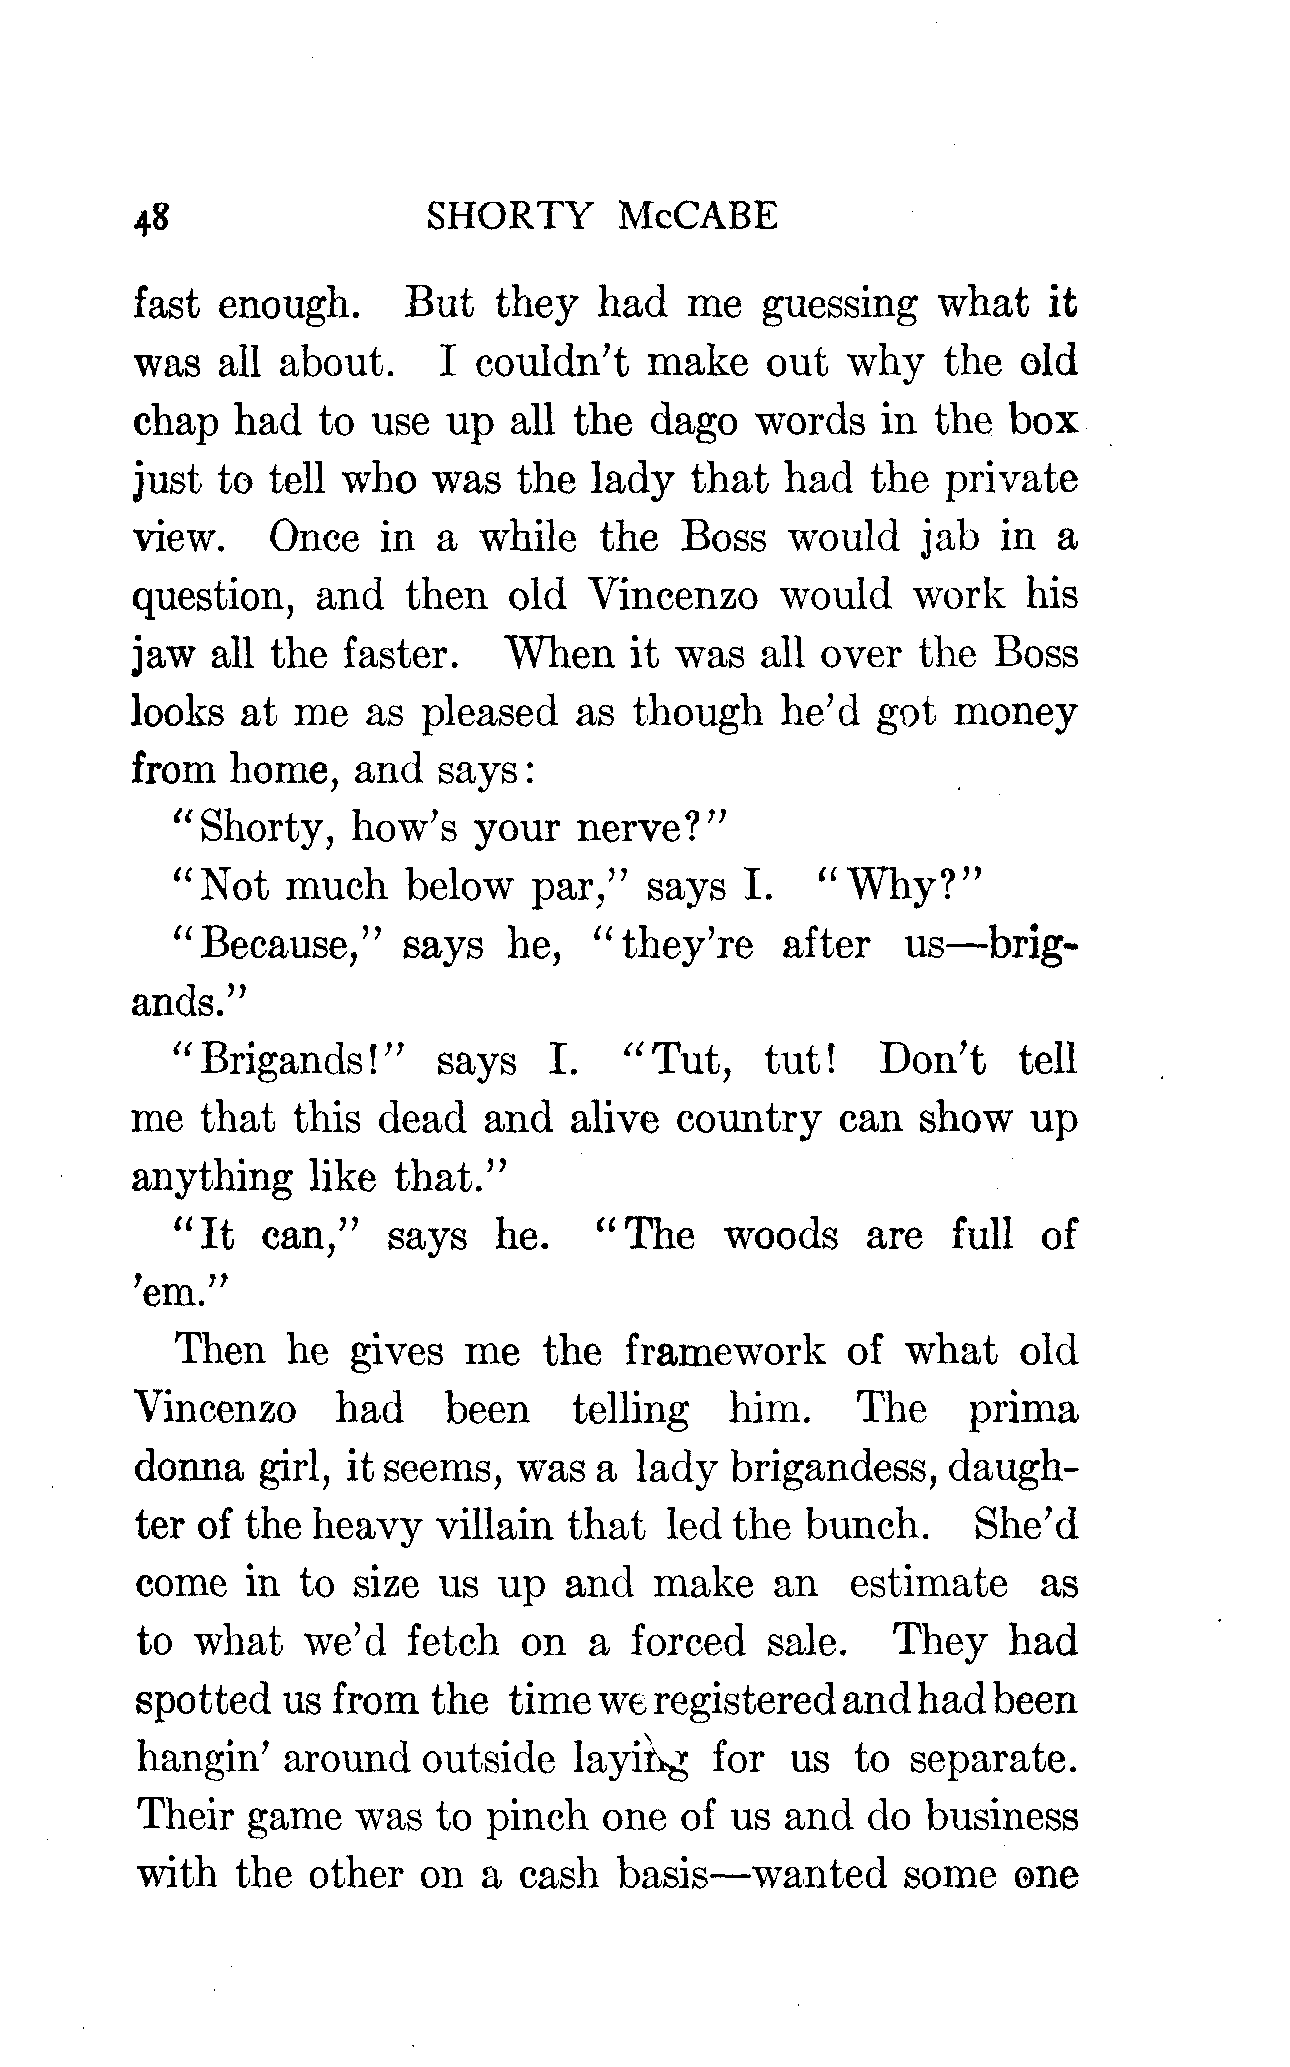 48 SHORTY McCABE
fast enough. But they had me guessing what it
was all about. I couldn't make out why the old
chap had to use up all the dago words in the box
just to tell who was the lady that had the private
view. Once in a while the Boss would jab in a
question, and then old Vincenzo would work his
jaw all the faster. When it was all over the Boss
looks at me as pleased as though he'd got money
from home, and says:
"Shorty, how's your nerve?"
"Not much below par," says I. "Why?"
"Because," says he, "they're after us—brig-
ands."
"Brigands!" says I. "Tut, tut! Don't tell
me that this dead and alive country can show up
anything like that."
"It can," says he. "The woods are full of
'em."
Then he gives me the framework of what old
Vincenzo had been telling him. The prima
donna girl, it seems, was a lady brigandess, daugh-
ter of the heavy villain that led the bunch. She'd
come in to size us up and make an estimate as
to what we'd fetch on a forced sale. They had
spotted us from the time we registered and had been
hangin' around outside laying for us to separate.
Their game was to pinch one of us and do business
with the other on a cash basis—wanted some one